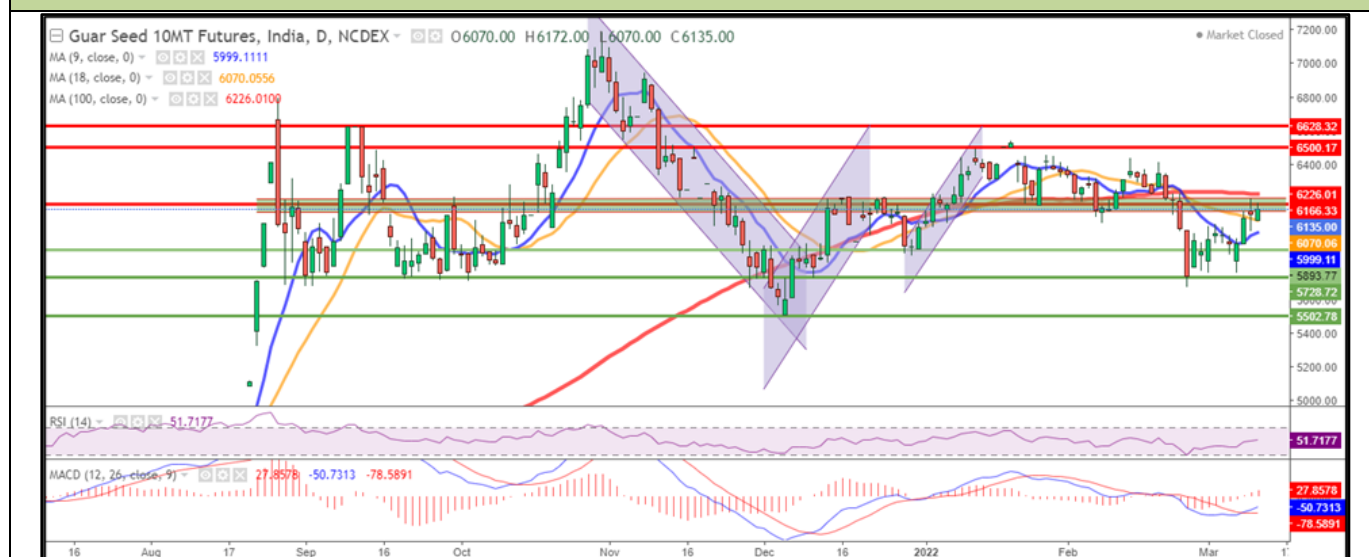 Guar Seed 10MT Futures, India, D, NCDEX O6070.00 H6172.00 L6070.00 C6135.00
Market Closed
MA (9, close, 0) 5999.1111
MA (18, close, 0) 6070.0556
MA (100, close, 0) 6226.0100
7200.00
7000.00
6800.00
6628.32
6500.17
6400.00
6226.01
6166.33
6135.00
6070.06
5999.11
5893.77
5728.72
5600.00
5502.78
5400.00
5200.00
5000.00
RSI (14) 51.7177
51.7177
MACD (12, 26, close, 9) 27.8578 -50.7313 -78.5891
27.8578
-50.7313
-78.5891
16 Aug 17 Sep 16 Oct Nov 16 Dec 16 2022 Feb Mar